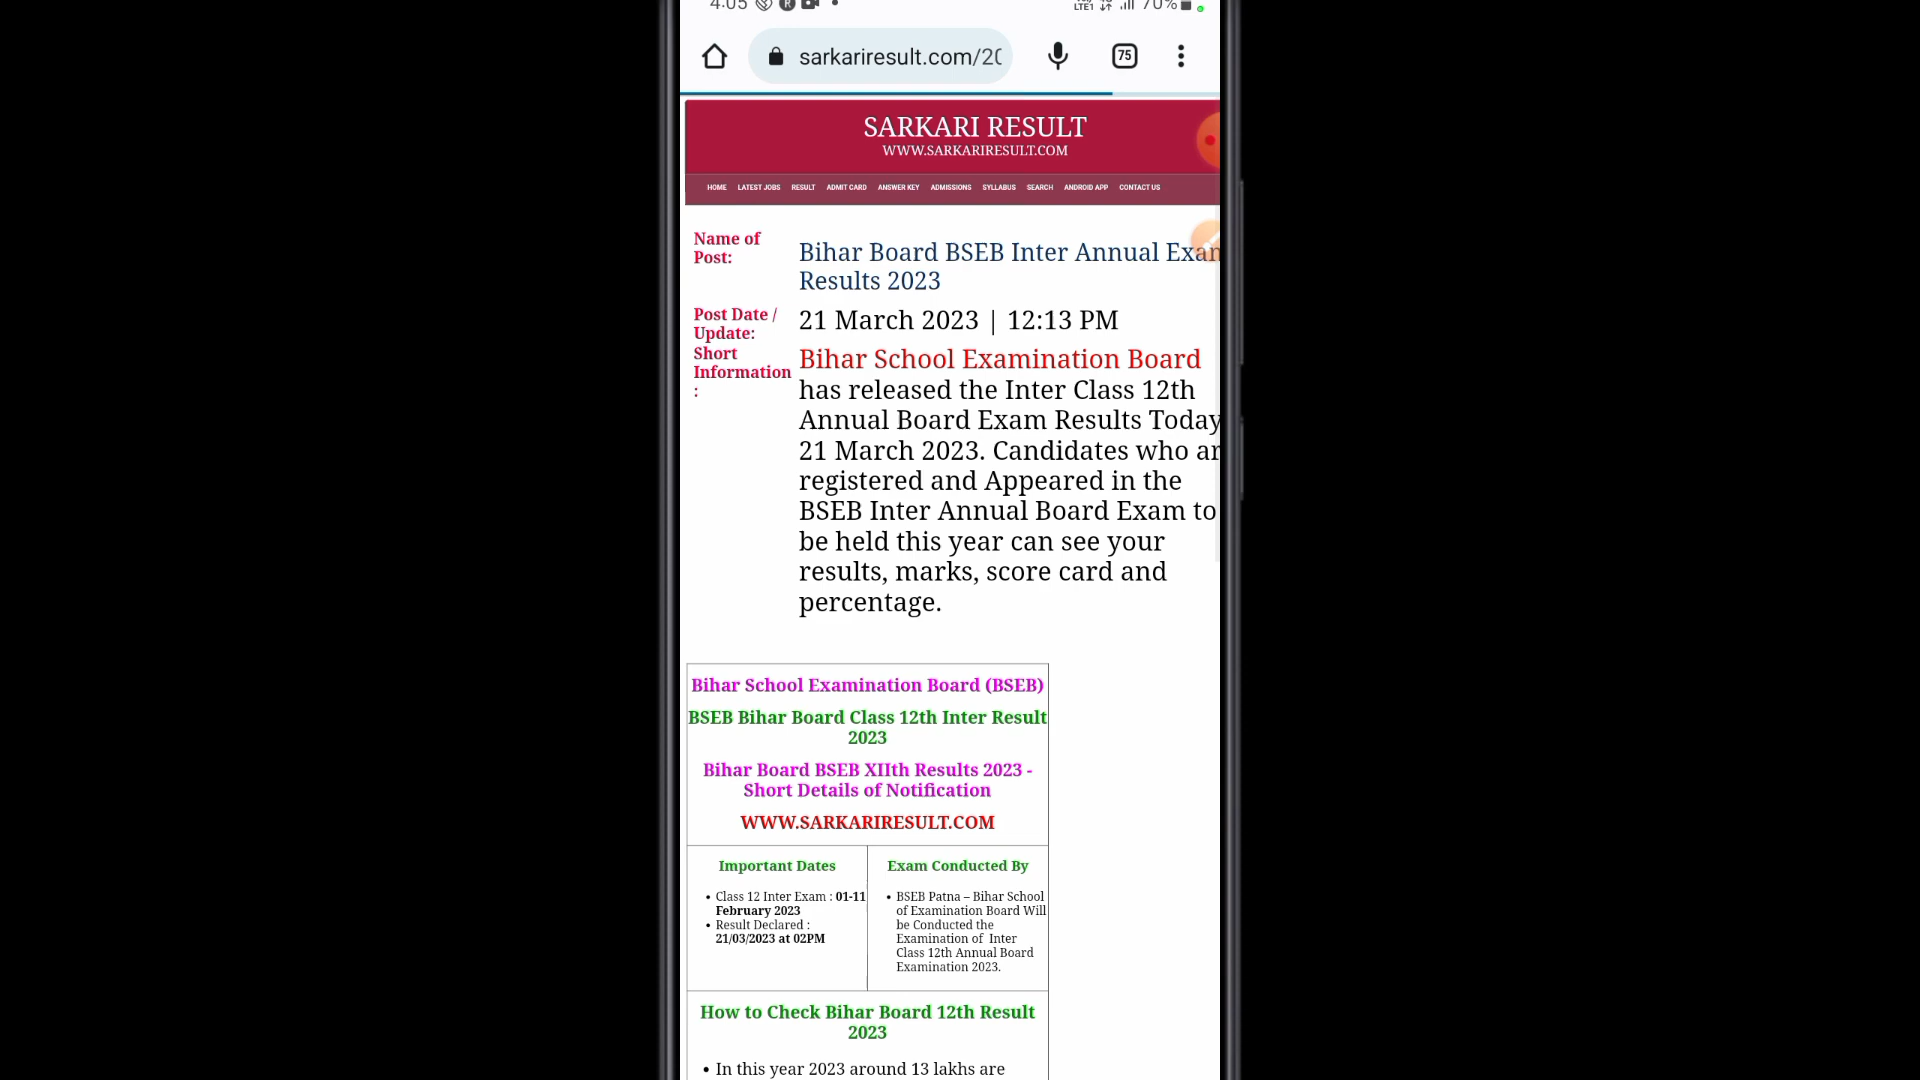 4:05
LTE1 70%
sarkariresult.com/20
75
SARKARI RESULT
WWW.SARKARIRESULT.COM
HOME LATEST JOBS RESULT ADMIT CARD ANSWER KEY ADMISSIONS SYLLABUS SEARCH ANDROID APP CONTACT US
Name of
Post:
Bihar Board BSEB Inter Annual Exam
Results 2023
Post Date /
Update:
21 March 2023 | 12:13 PM
Short
Information
:
Bihar School Examination Board
has released the Inter Class 12th
Annual Board Exam Results Today
21 March 2023. Candidates who ar
registered and Appeared in the
BSEB Inter Annual Board Exam to
be held this year can see your
results, marks, score card and
percentage.
Bihar School Examination Board (BSEB)
BSEB Bihar Board Class 12th Inter Result
2023
Bihar Board BSEB XIIth Results 2023 -
Short Details of Notification
WWW.SARKARIRESULT.COM
Important Dates
• Class 12 Inter Exam : 01-11
February 2023
• Result Declared :
21/03/2023 at 02PM
Exam Conducted By
• BSEB Patna – Bihar School
of Examination Board Will
be Conducted the
Examination of Inter
Class 12th Annual Board
Examination 2023.
How to Check Bihar Board 12th Result
2023
• In this year 2023 around 13 lakhs are